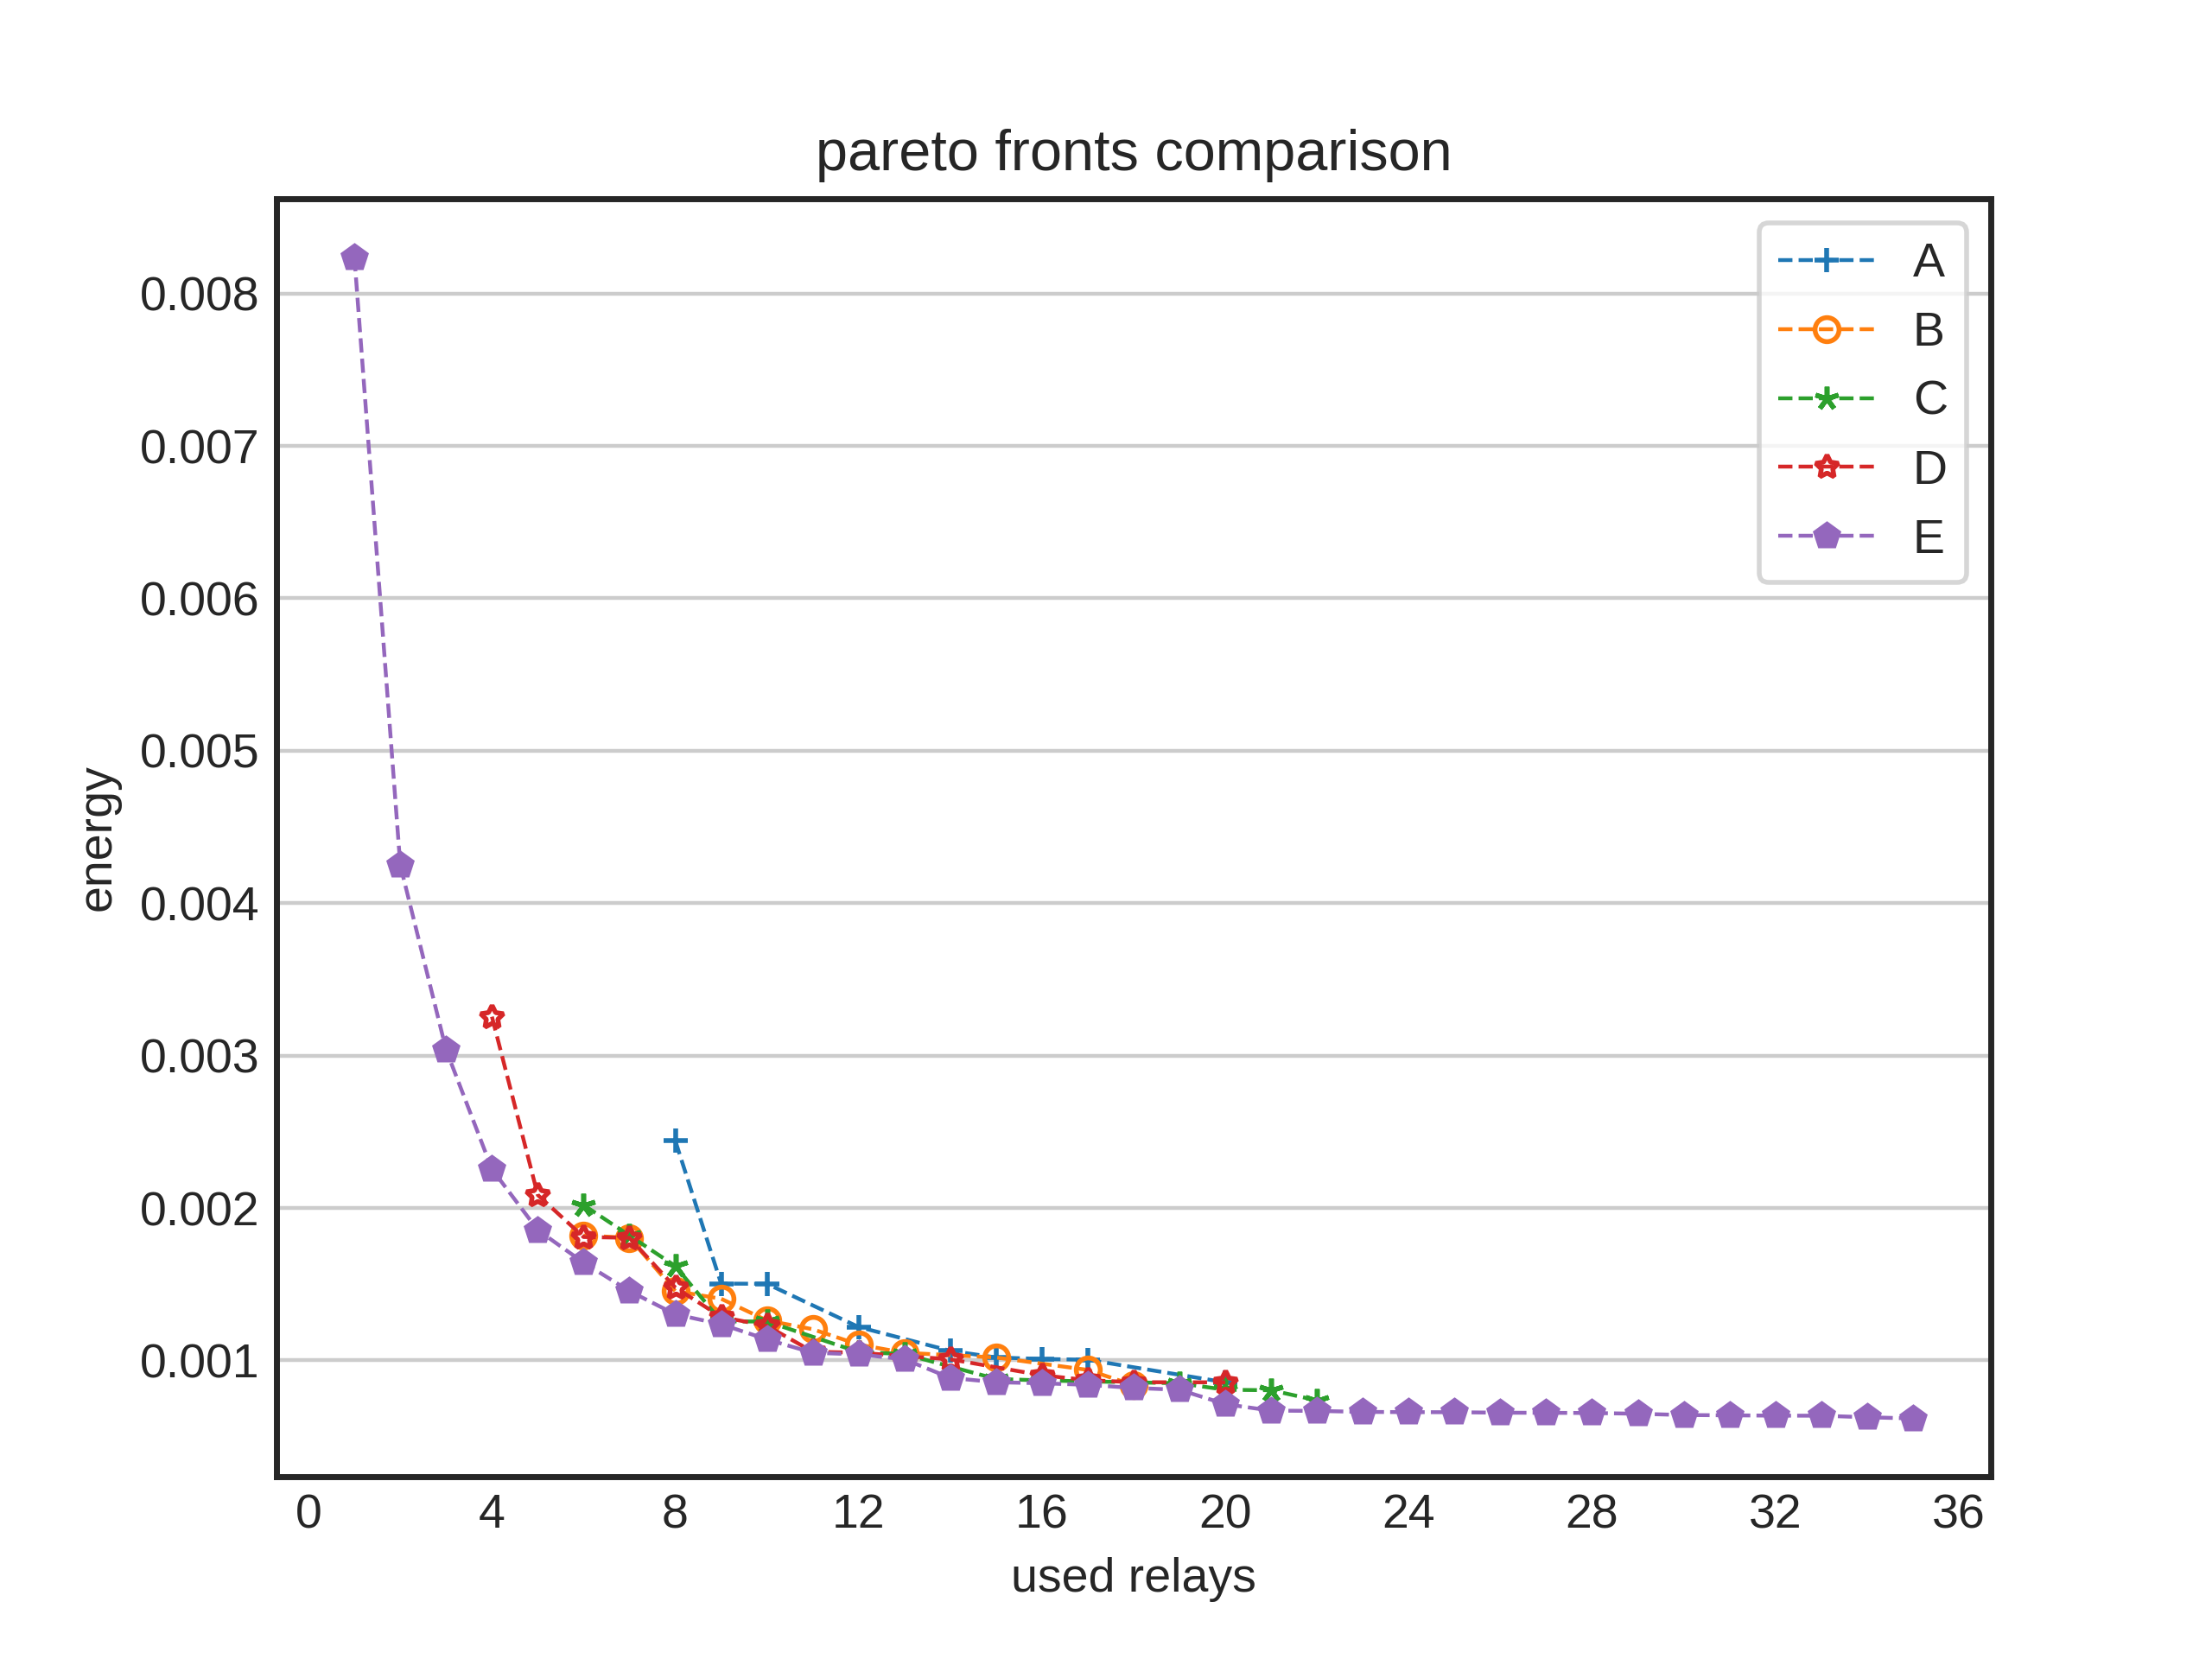 pareto fronts comparison
A
B
C
D
E
0.008
0.007
0.006
0.005
0.004
0.003
0.002
0.001
energy
0 4 8 12 16 20 24 28 32 36
used relays